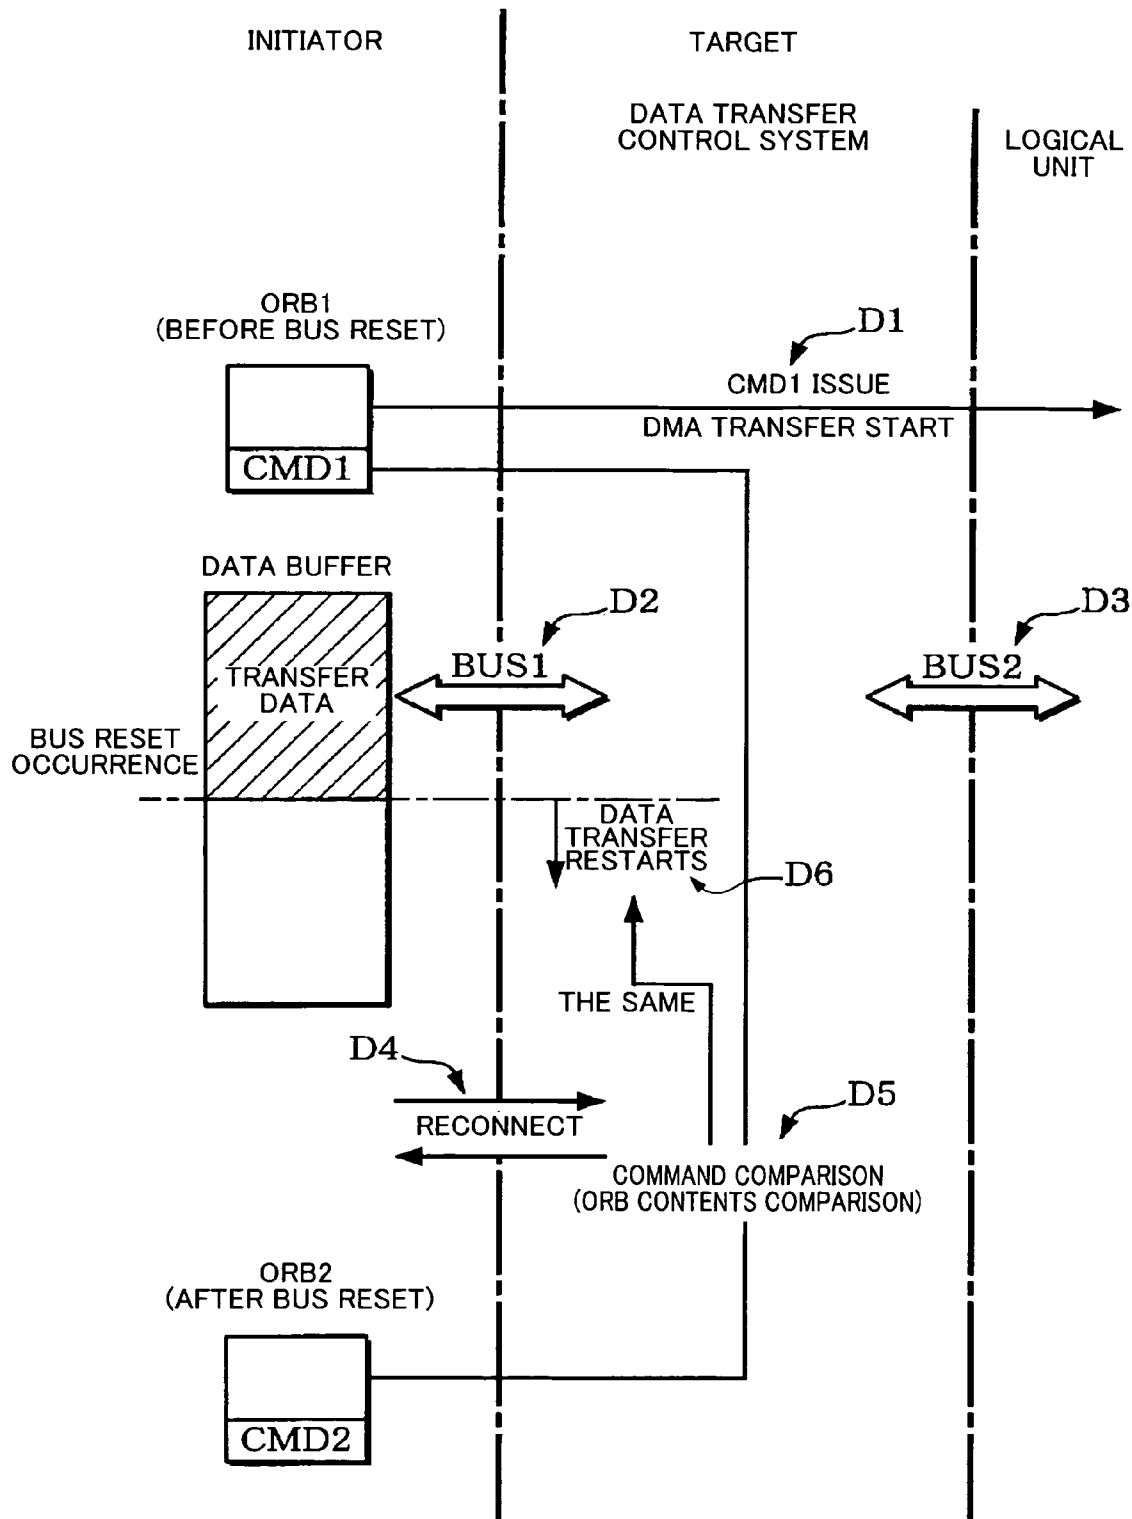 INITIATOR
TARGET
DATA TRANSFER
CONTROL SYSTEM
LOGICAL
UNIT
ORB1
(BEFORE BUS RESET)
D1
CMD1 ISSUE
DMA TRANSFER START
CMD1
DATA BUFFER
D2
D3
BUS1
BUS2
TRANSFER
DATA
BUS RESET
OCCURRENCE
DATA
TRANSFER
RESTARTS
D6
THE SAME
D4
RECONNECT
D5
COMMAND COMPARISON
(ORB CONTENTS COMPARISON)
ORB2
(AFTER BUS RESET)
CMD2